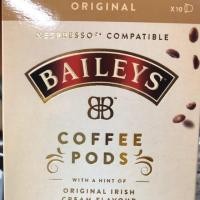 ORIGINAL
NESPRESSO® COMPATIBLE
X10
BAILEYS
B B
COFFEE
PODS
WITH A HINT OF
ORIGINAL IRISH
CREAM FLAVOUR